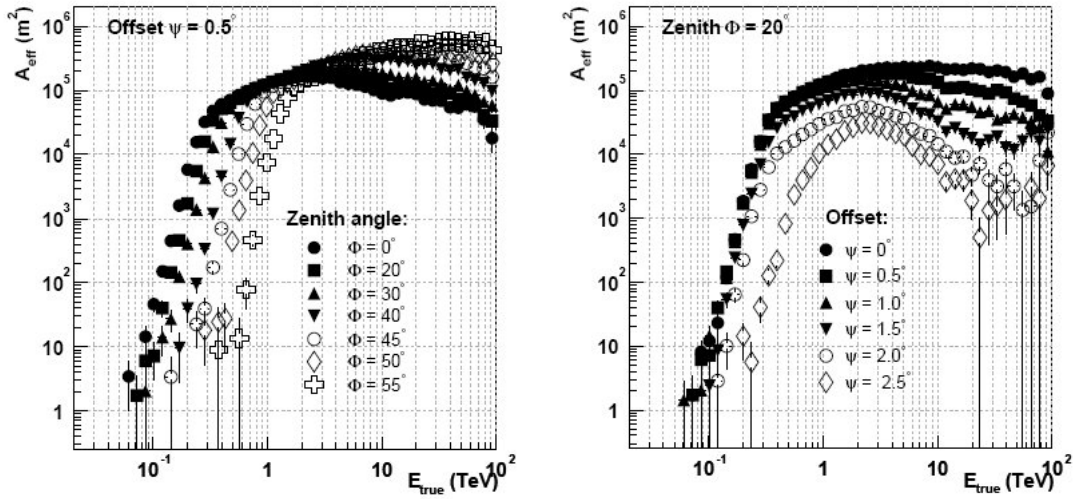 A_eff (m²)
Offset ψ = 0.5°
10⁶
10⁵
10⁴
10³
10²
10
1
Zenith angle:
Φ = 0°
Φ = 20°
Φ = 30°
Φ = 40°
Φ = 45°
Φ = 50°
Φ = 55°
10⁻¹ 1 10 10²
E_true (TeV)
A_eff (m²)
Zenith Φ = 20°
10⁶
10⁵
10⁴
10³
10²
10
1
Offset:
ψ = 0°
ψ = 0.5°
ψ = 1.0°
ψ = 1.5°
ψ = 2.0°
ψ = 2.5°
10⁻¹ 1 10 10²
E_true (TeV)